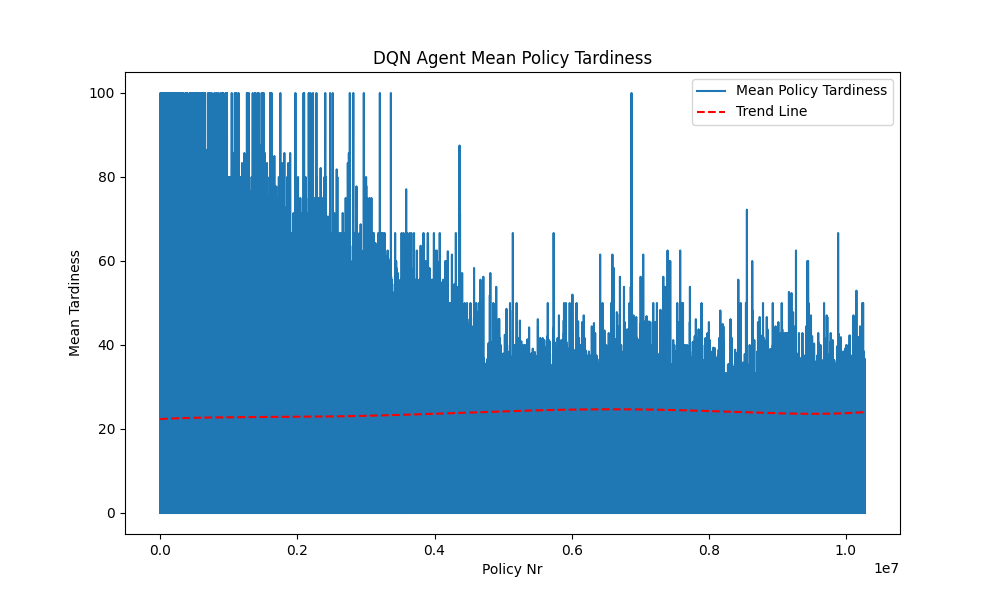 DQN Agent Mean Policy Tardiness
Mean Policy Tardiness
Trend Line
Mean Tardiness
100
80
60
40
20
0
0.0 0.2 0.4 0.6 0.8 1.0
1e7
Policy Nr